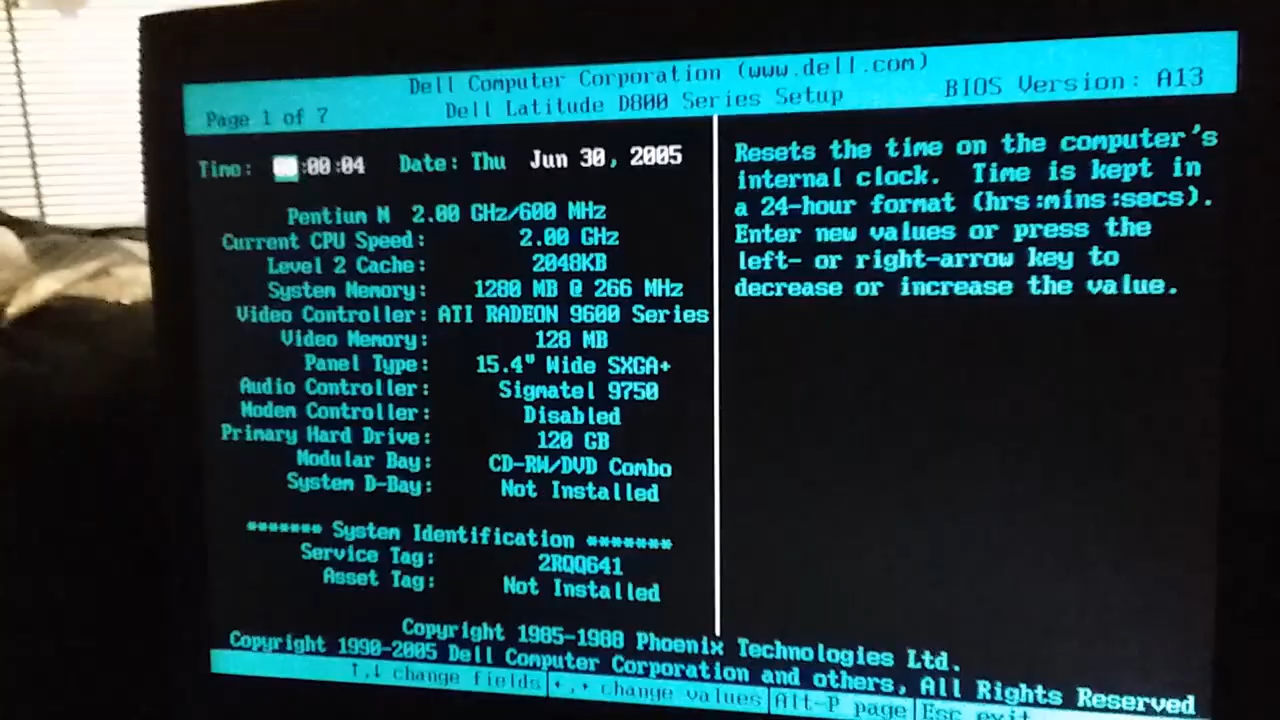 Dell Computer Corporation (www.dell.com)
Page 1 of 7 Dell Latitude D800 Series Setup BIOS Version: A13
Time: :00:04 Date: Thu Jun 30, 2005
Pentium M 2.00 GHz/600 MHz
Current CPU Speed: 2.00 GHz
Level 2 Cache: 2048KB
System Memory: 1280 MB @ 266 MHz
Video Controller: ATI RADEON 9600 Series
Video Memory: 128 MB
Panel Type: 15.4" Wide SXGA+
Audio Controller: Sigmatel 9750
Modem Controller: Disabled
Primary Hard Drive: 120 GB
Modular Bay: CD-RW/DVD Combo
System D-Bay: Not Installed
******* System Identification *******
Service Tag: 2RQQ641
Asset Tag: Not Installed
Resets the time on the computer's
internal clock. Time is kept in
a 24-hour format (hrs:mins:secs).
Enter new values or press the
left- or right-arrow key to
decrease or increase the value.
Copyright 1985-1988 Phoenix Technologies Ltd.
Copyright 1990-2005 Dell Computer Corporation and others, All Rights Reserved
↑,↓ change fields ←,→ change values Alt-P page Esc exit